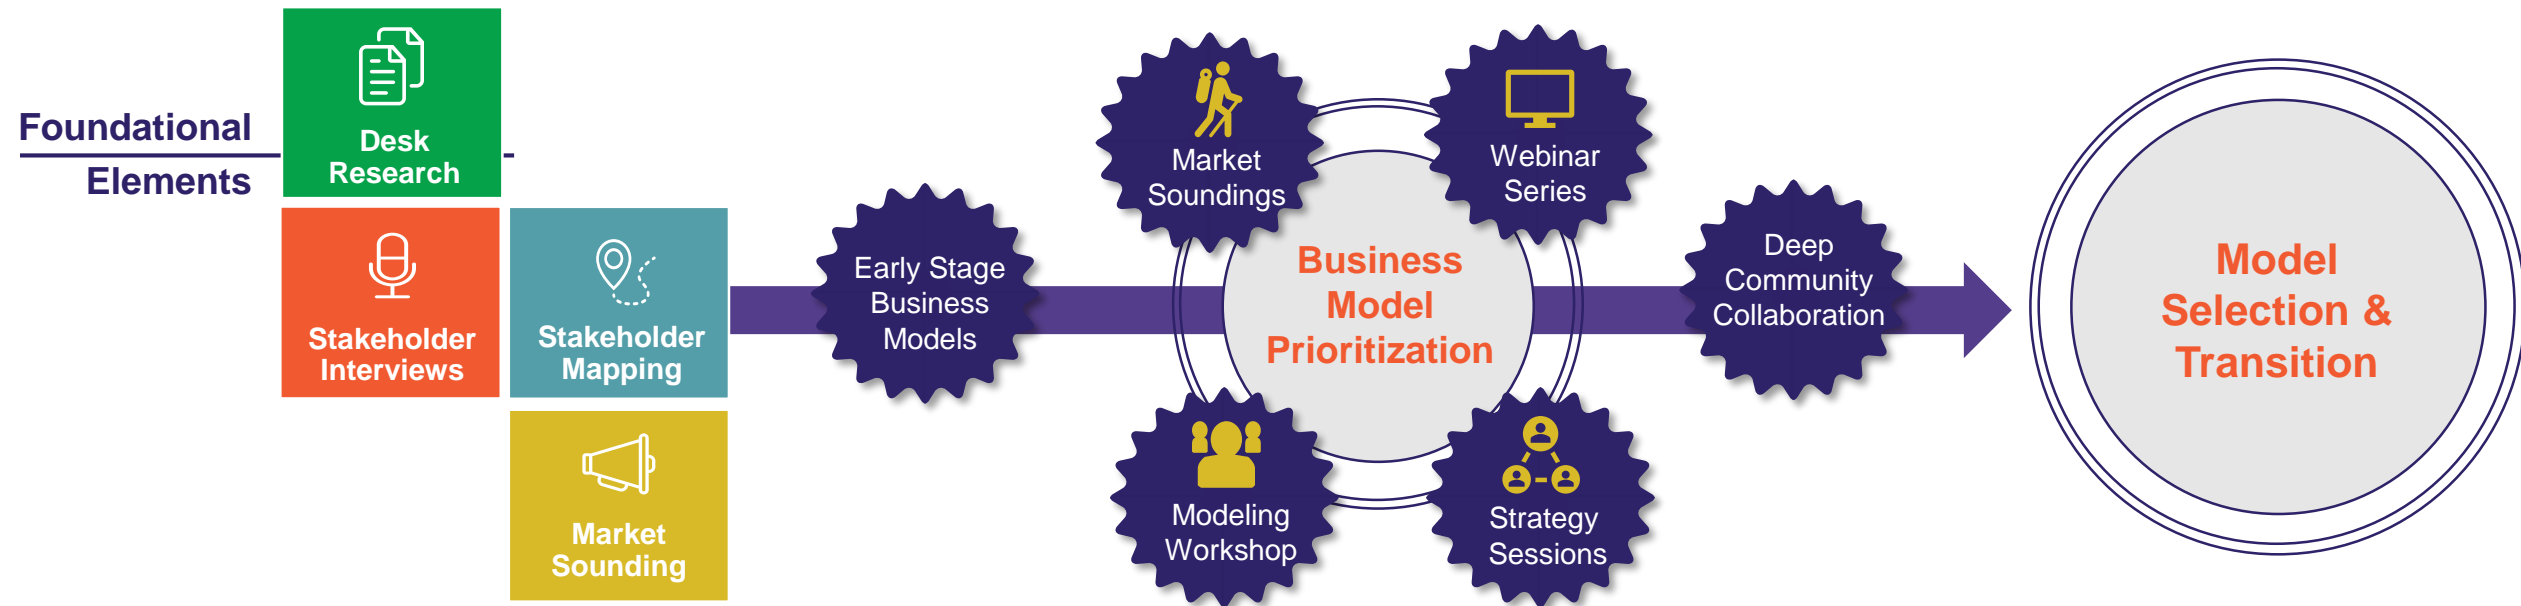 Foundational
Elements
Desk
Research
Stakeholder
Interviews
Stakeholder
Mapping
Market
Sounding
Early Stage
Business
Models
Market
Soundings
Webinar
Series
Business
Model
Prioritization
Modeling
Workshop
Strategy
Sessions
Deep
Community
Collaboration
Model
Selection &
Transition